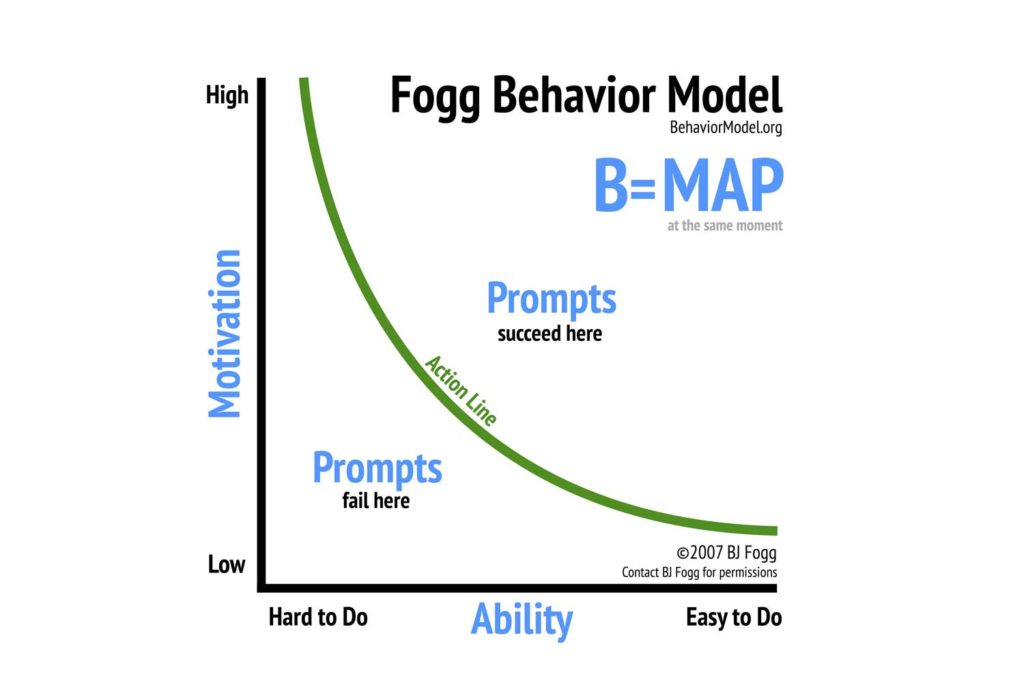 Fogg Behavior Model
BehaviorModel.org
B=MAP
at the same moment
High
Motivation
Low
Prompts
succeed here
Action Line
Prompts
fail here
©2007 BJ Fogg
Contact BJ Fogg for permissions
Hard to Do
Ability
Easy to Do